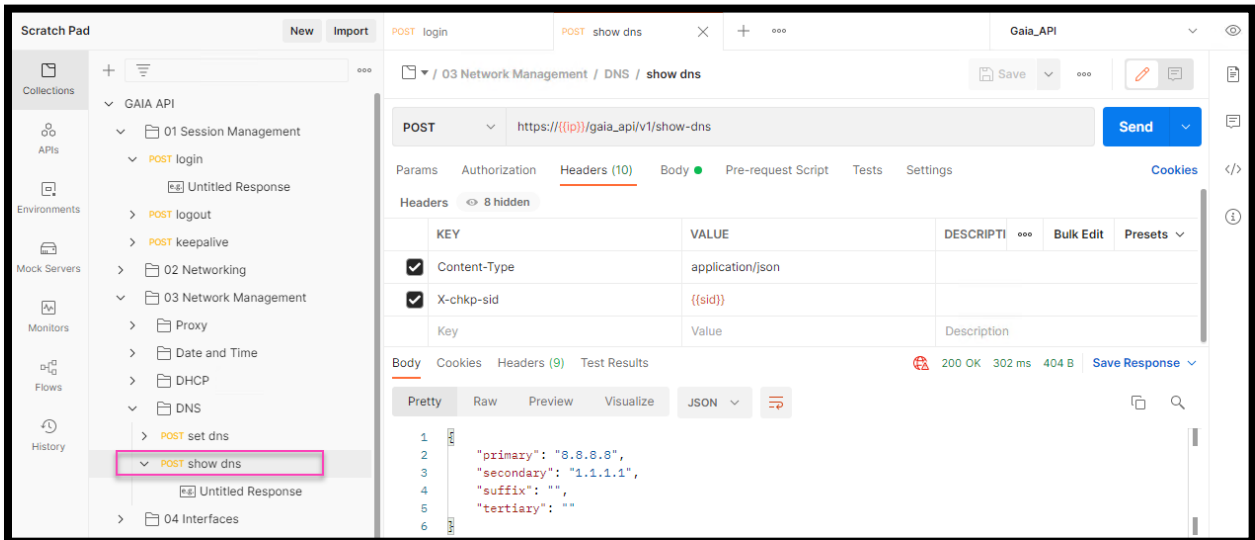 Scratch Pad New Import
POST login
POST show dns
Gaia_API
Collections
APIs
Environments
Mock Servers
Monitors
Flows
History
GAIA API
01 Session Management
POST login
e.g. Untitled Response
POST logout
POST keepalive
02 Networking
03 Network Management
Proxy
Date and Time
DHCP
DNS
POST set dns
POST show dns
e.g. Untitled Response
04 Interfaces
/ 03 Network Management / DNS / show dns
Save
POST https://{{ip}}/gaia_api/v1/show-dns Send
Params Authorization Headers (10) Body Pre-request Script Tests Settings Cookies
Headers 8 hidden
KEY VALUE DESCRIPTI Bulk Edit Presets
Content-Type application/json
X-chkp-sid {{sid}}
Key Value Description
Body Cookies Headers (9) Test Results 200 OK 302 ms 404 B Save Response
Pretty Raw Preview Visualize JSON
1 {
2 "primary": "8.8.8.8",
3 "secondary": "1.1.1.1",
4 "suffix": "",
5 "tertiary": ""
6 }